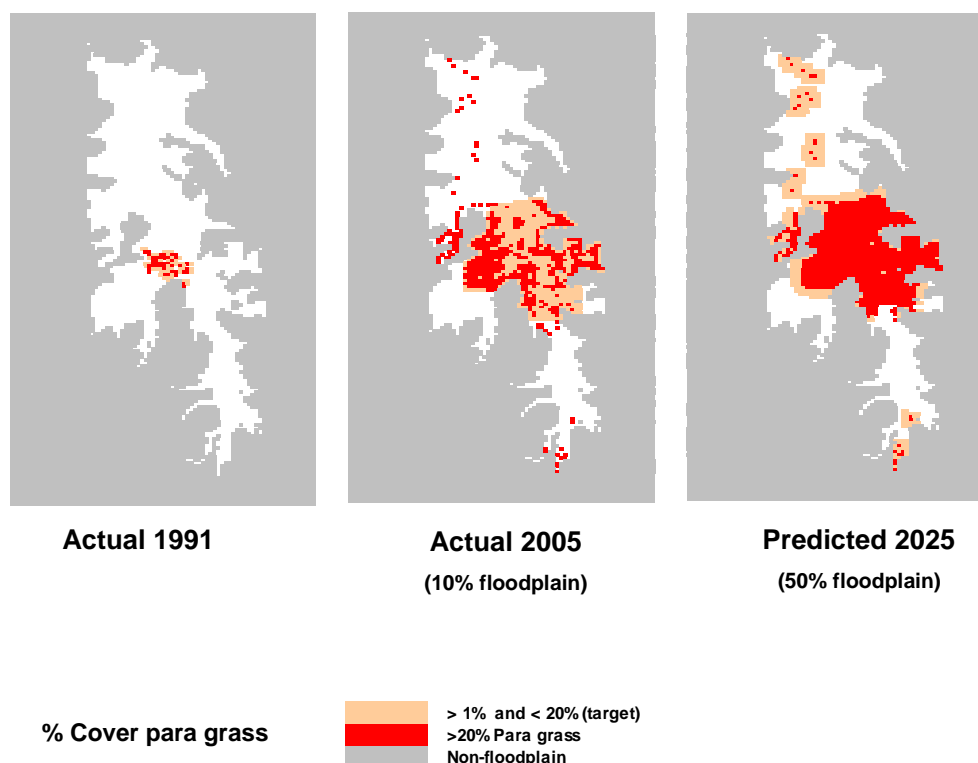 Actual 1991
Actual 2005
(10% floodplain)
Predicted 2025
(50% floodplain)
% Cover para grass
> 1% and < 20% (target)
>20% Para grass
Non-floodplain